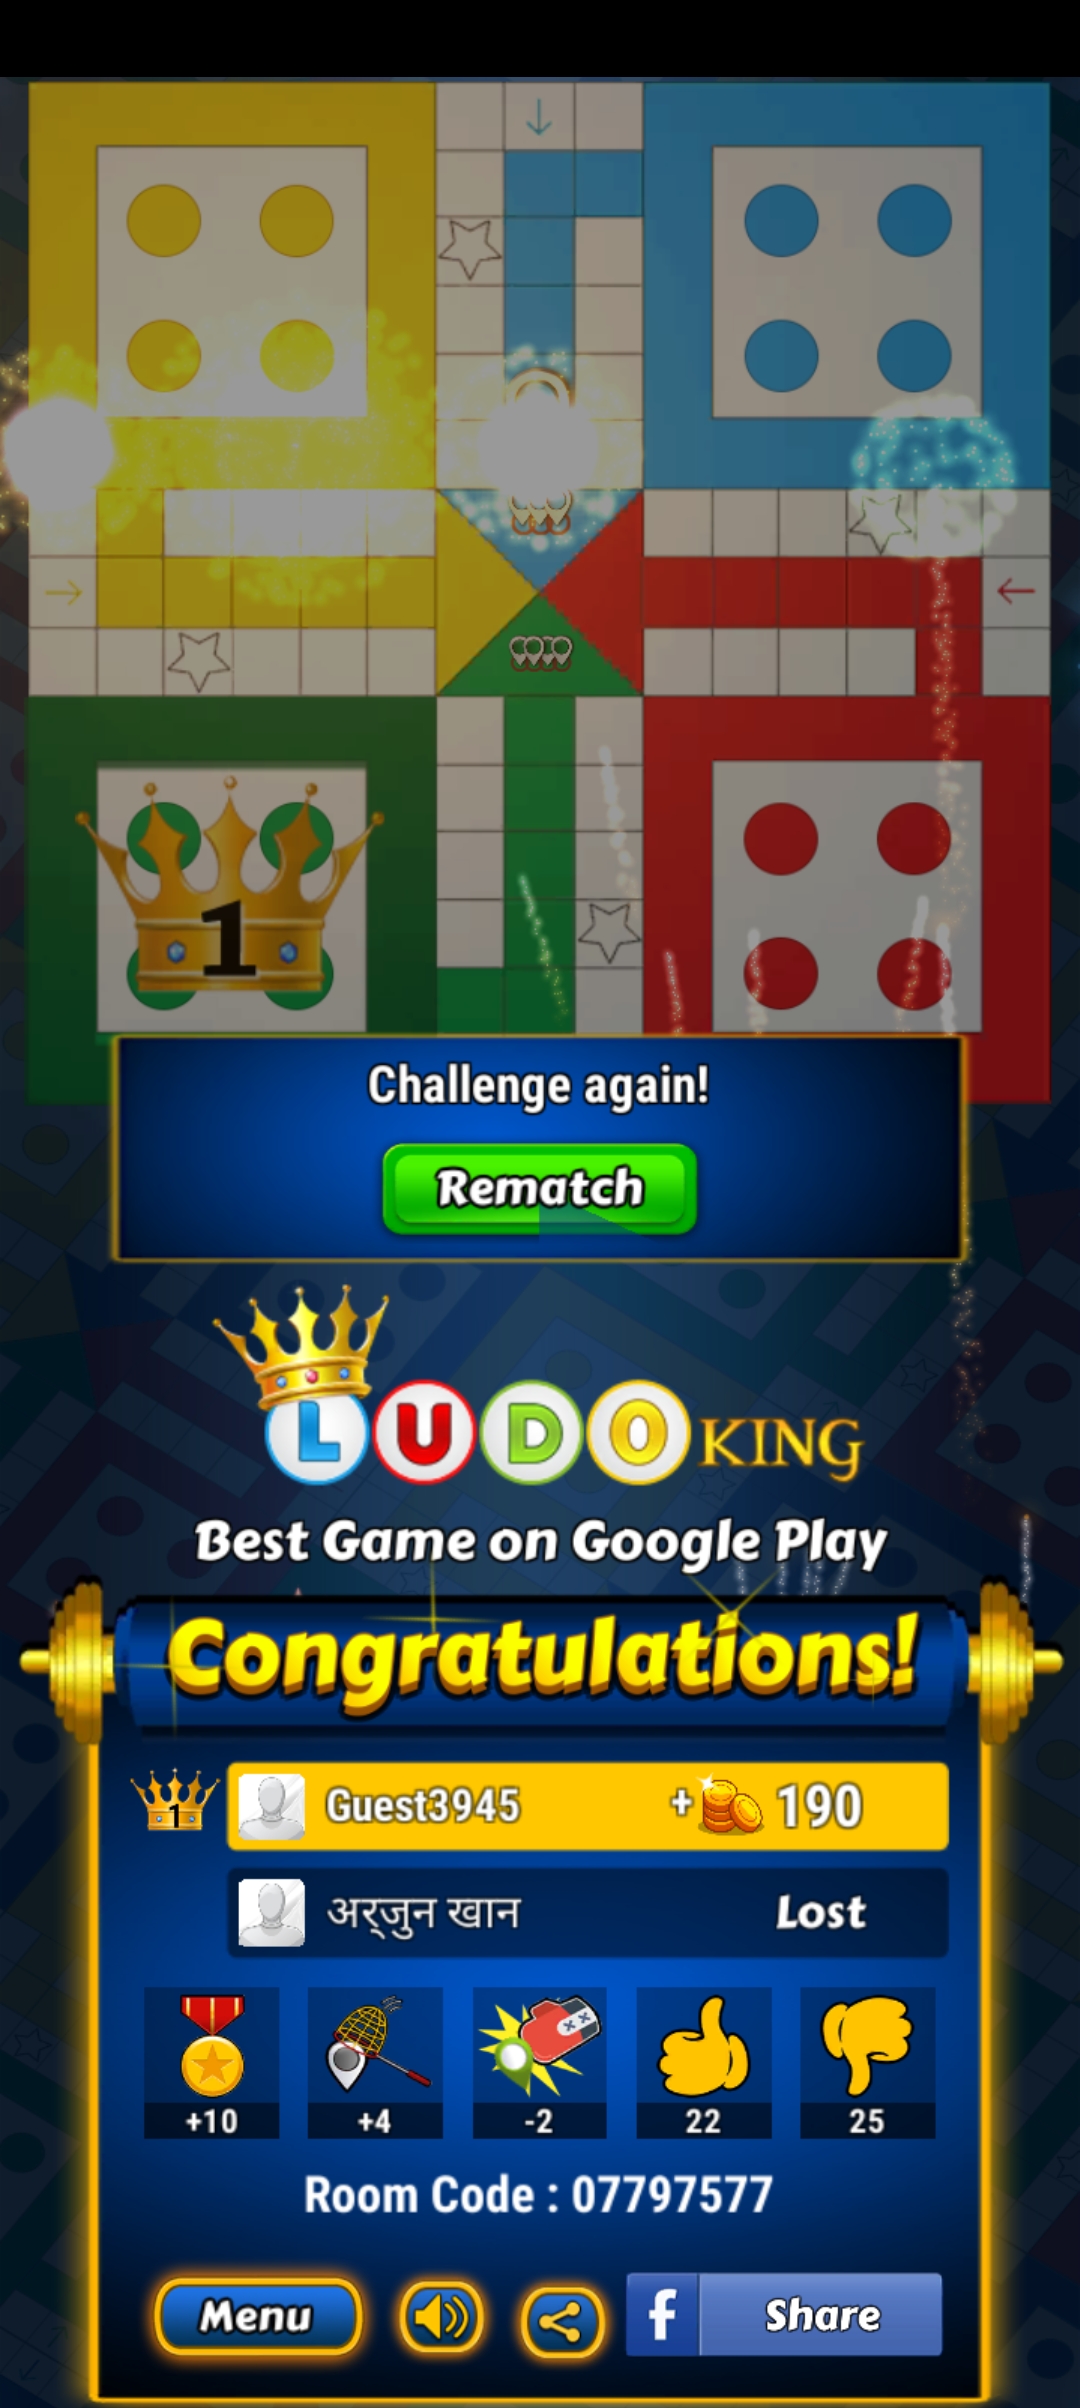 1
Challenge again!
Rematch
LUDO KING
Best Game on Google Play
Congratulations!
1 Guest3945 + 190
अर्जुन खान Lost
+10 +4 -2 22 25
Room Code : 07797577
Menu f Share